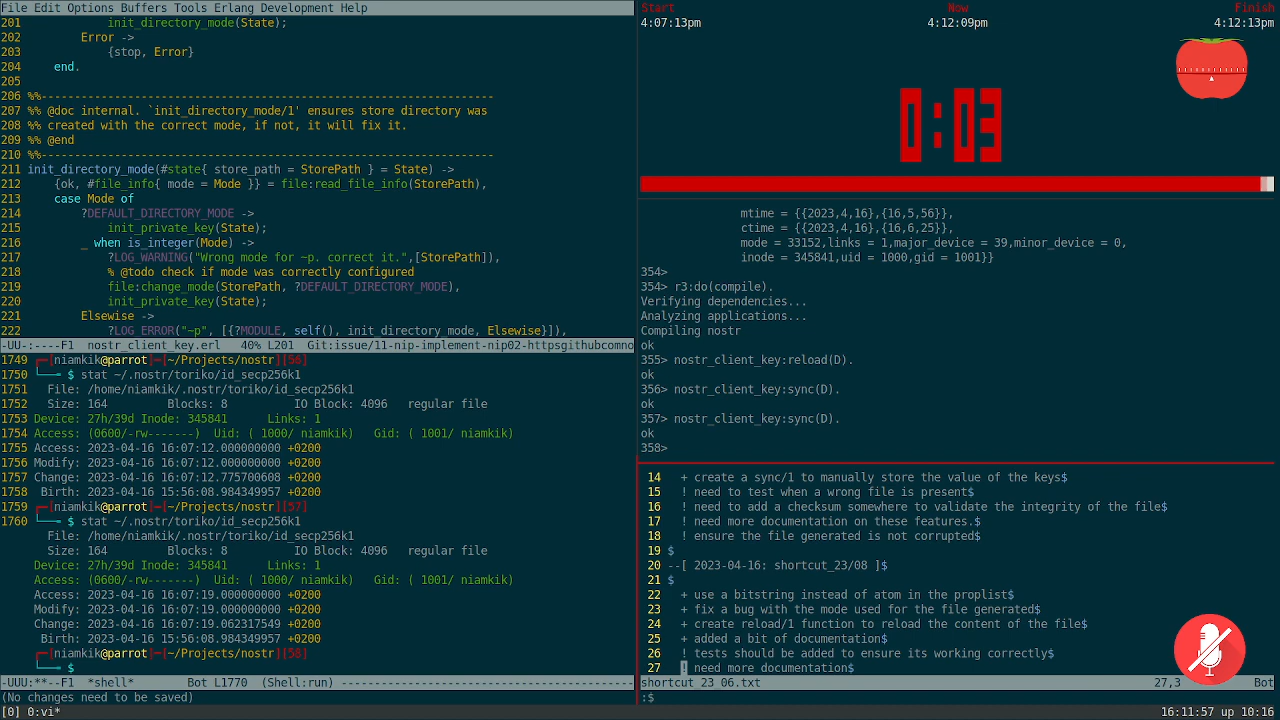 File Edit Options Buffers Tools Erlang Development Help
201             init_directory_mode(State);
202         Error ->
203             {stop, Error}
204     end.
205
206 %%-------------------------------------------------------------------
207 %% @doc internal. `init_directory_mode/1' ensures store directory was
208 %% created with the correct mode, if not, it will fix it.
209 %% @end
210 %%-------------------------------------------------------------------
211 init_directory_mode(#state{ store_path = StorePath } = State) ->
212     {ok, #file_info{ mode = Mode }} = file:read_file_info(StorePath),
213     case Mode of
214         ?DEFAULT_DIRECTORY_MODE ->
215             init_private_key(State);
216         _ when is_integer(Mode) ->
217             ?LOG_WARNING("Wrong mode for ~p. correct it.",[StorePath]),
218             % @todo check if mode was correctly configured
219             file:change_mode(StorePath, ?DEFAULT_DIRECTORY_MODE),
220             init_private_key(State);
221         Elsewise ->
222             ?LOG_ERROR("~p", [{?MODULE, self(), init_directory_mode, Elsewise}]),
-UU-:----F1  nostr_client_key.erl   40% L201  Git:issue/11-nip-implement-nip02-httpsgithubcomno
1749 ┌─[niamkik@parrot]─[~/Projects/nostr][56]
1750 └──╼ $ stat ~/.nostr/toriko/id_secp256k1
1751   File: /home/niamkik/.nostr/toriko/id_secp256k1
1752   Size: 164        Blocks: 8          IO Block: 4096   regular file
1753 Device: 27h/39d Inode: 345841      Links: 1
1754 Access: (0600/-rw-------)  Uid: ( 1000/ niamkik)   Gid: ( 1001/ niamkik)
1755 Access: 2023-04-16 16:07:12.000000000 +0200
1756 Modify: 2023-04-16 16:07:12.000000000 +0200
1757 Change: 2023-04-16 16:07:12.775700608 +0200
1758  Birth: 2023-04-16 15:56:08.984349957 +0200
1759 ┌─[niamkik@parrot]─[~/Projects/nostr][57]
1760 └──╼ $ stat ~/.nostr/toriko/id_secp256k1
  File: /home/niamkik/.nostr/toriko/id_secp256k1
  Size: 164        Blocks: 8          IO Block: 4096   regular file
Device: 27h/39d Inode: 345841      Links: 1
Access: (0600/-rw-------)  Uid: ( 1000/ niamkik)   Gid: ( 1001/ niamkik)
Access: 2023-04-16 16:07:19.000000000 +0200
Modify: 2023-04-16 16:07:19.000000000 +0200
Change: 2023-04-16 16:07:19.062317549 +0200
 Birth: 2023-04-16 15:56:08.984349957 +0200
┌─[niamkik@parrot]─[~/Projects/nostr][58]
└──╼ $
-UUU:**--F1  *shell*        Bot L1770  (Shell:run) ---------------------------------
(No changes need to be saved)
Start Now Finish
4:07:13pm 4:12:09pm 4:12:13pm
0:03
mtime = {{2023,4,16},{16,5,56}},
ctime = {{2023,4,16},{16,6,25}},
mode = 33152,links = 1,major_device = 39,minor_device = 0,
inode = 345841,uid = 1000,gid = 1001}}
354>
354> r3:do(compile).
Verifying dependencies...
Analyzing applications...
Compiling nostr
ok
355> nostr_client_key:reload(D).
ok
356> nostr_client_key:sync(D).
ok
357> nostr_client_key:sync(D).
ok
358>
14   + create a sync/1 to manually store the value of the keys$
15   ! need to test when a wrong file is present$
16   ! need to add a checksum somewhere to validate the integrity of the file$
17   ! need more documentation on these features.$
18   ! ensure the file generated is not corrupted$
19 $
20 --[ 2023-04-16: shortcut_23/08 ]$
21 $
22   + use a bitstring instead of atom in the proplist$
23   + fix a bug with the mode used for the file generated$
24   + create reload/1 function to reload the content of the file$
25   + added a bit of documentation$
26   ! tests should be added to ensure its working correctly$
27   ! need more documentation$
shortcut_23_06.txt 27,3 Bot
:$
[0] 0:vi* 16:11:57 up 10:16